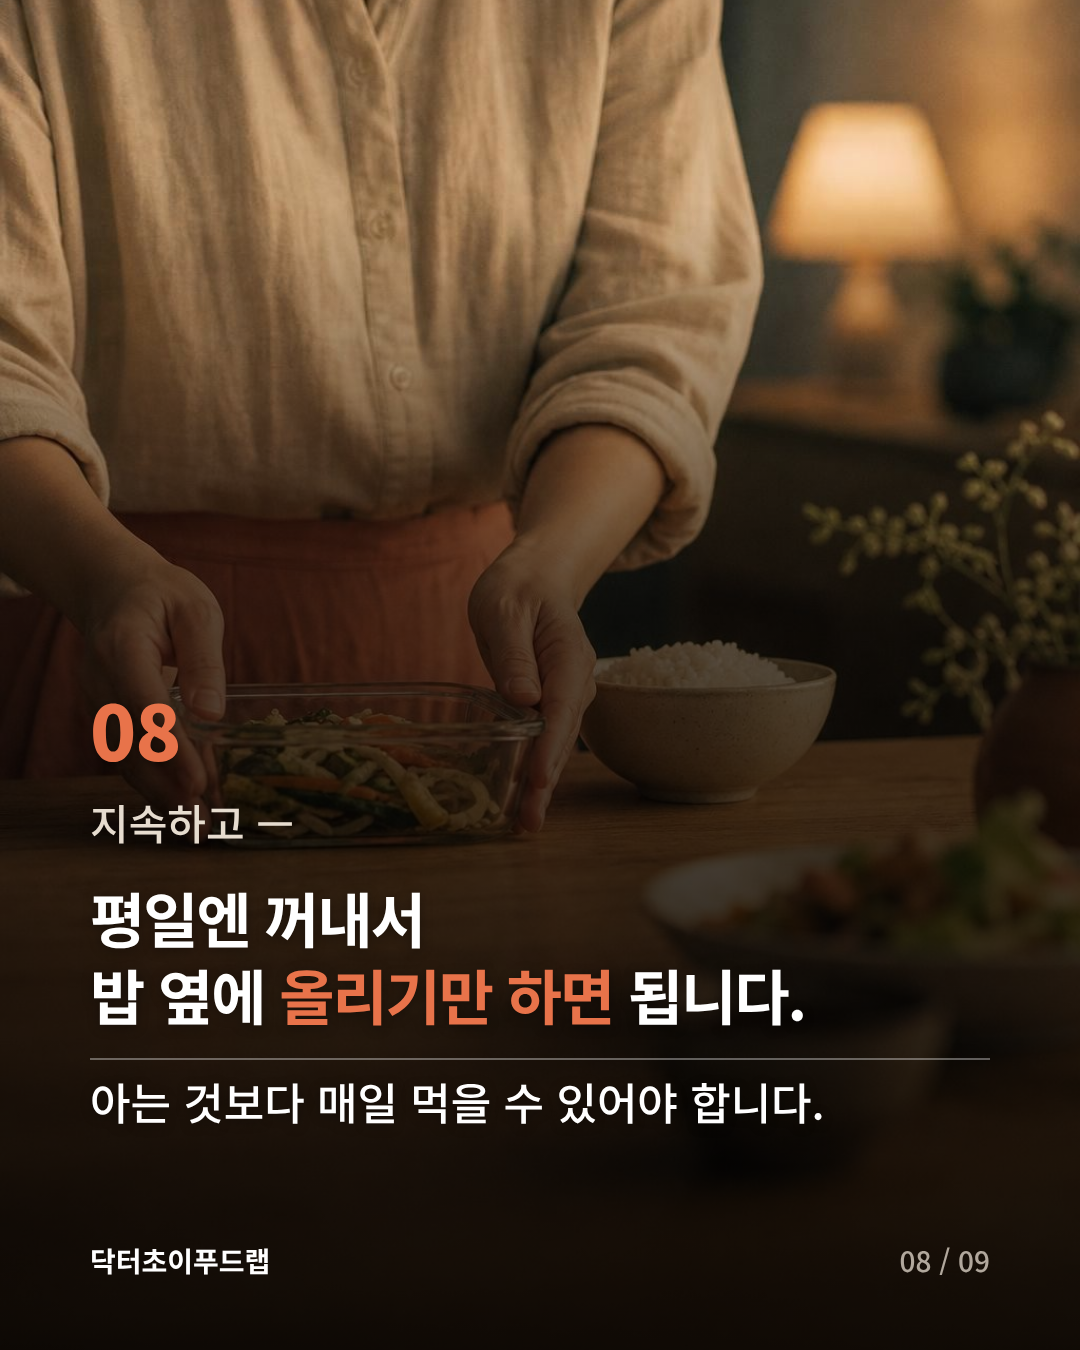 08
지속하고 —
평일엔 꺼내서
밥 옆에 올리기만 하면 됩니다.
아는 것보다 매일 먹을 수 있어야 합니다.
닥터초이푸드랩
08 / 09